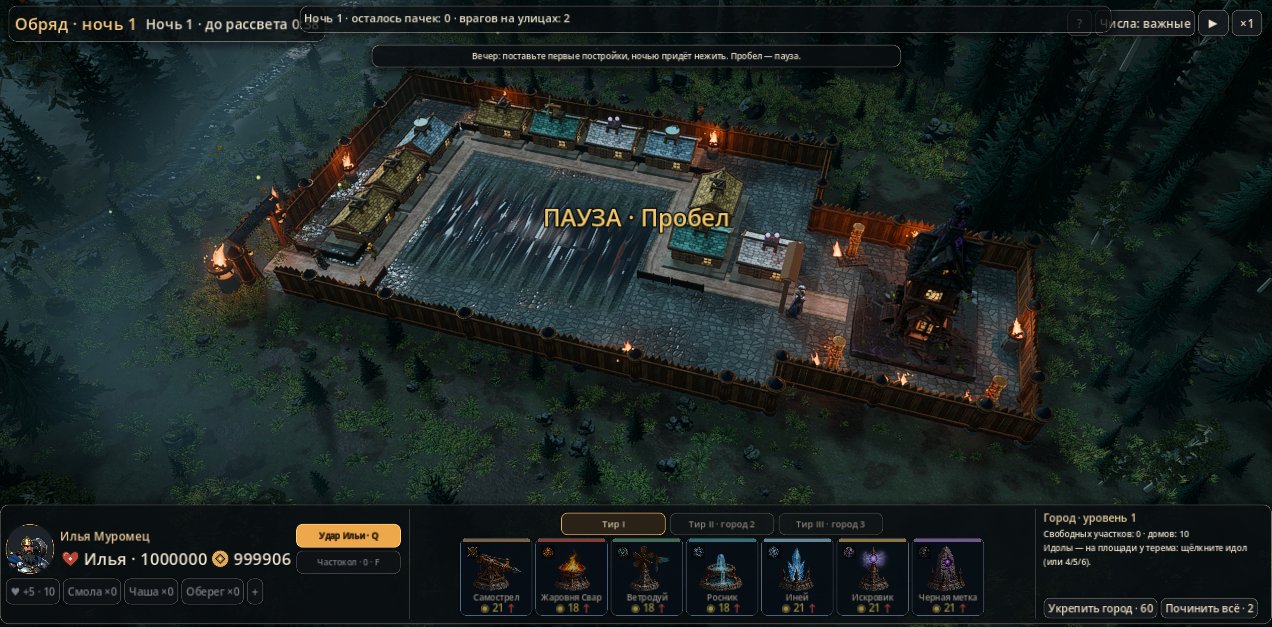 Обряд · ночь 1 Ночь 1 · до рассвета
Ночь 1 · осталось пачек: 0 · врагов на улицах: 2
?
Числа: важные
▶
×1
Вечер: поставьте первые постройки, ночью придёт нежить. Пробел — пауза.
ПАУЗА · Пробел
Илья Муромец
Илья · 1000000 999906
Удар Ильи · Q
Частокол · 0 · F
♥ +5 · 10
Смола ×0
Чаша ×0
Оберег ×0
+
Тир I
Тир II · город 2
Тир III · город 3
Самострел
21 ↑
Жаровня Свар
18 ↑
Ветродуй
18 ↑
Росник
18 ↑
Иней
21 ↑
Искровик
21 ↑
Черная метка
21 ↑
Город · уровень 1
Свободных участков: 0 · домов: 10
Идолы — на площади у терема: щёлкните идол
(или 4/5/6).
Укрепить город · 60
Починить всё · 2